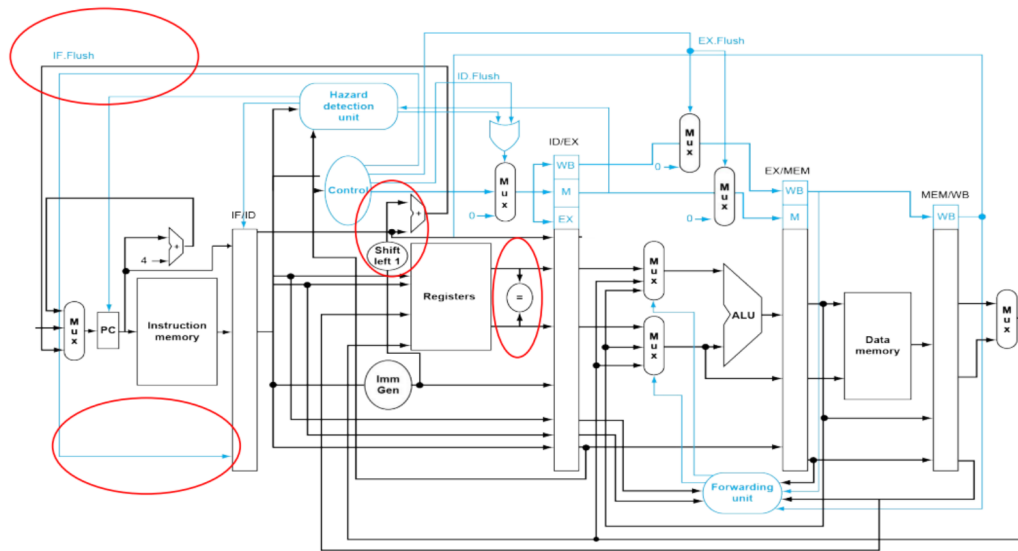 IF.Flush
EX.Flush
ID.Flush
Hazard
detection
unit
ID/EX
M
u
x
WB
0
EX/MEM
Control
M
u
x
M
M
u
x
WB
MEM/WB
IF/ID
0
EX
0
M
WB
+
+
4
Shift
left 1
M
u
x
Registers
=
M
u
x
PC
Instruction
memory
M
u
x
ALU
Data
memory
M
u
x
Imm
Gen
Forwarding
unit